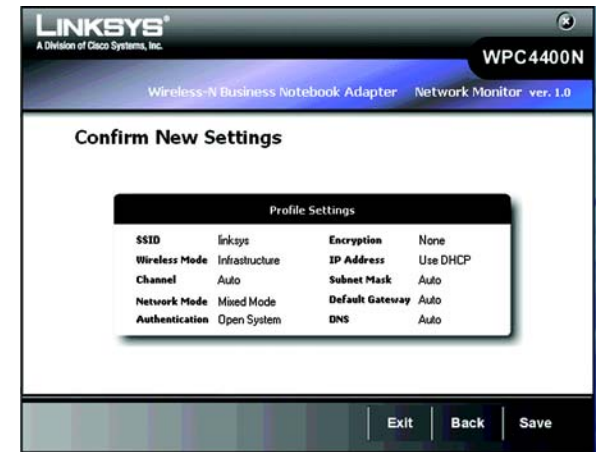 LINKSYS®
A Division of Cisco Systems, Inc.
WPC4400N
Wireless-N Business Notebook Adapter Network Monitor ver. 1.0
Confirm New Settings
Profile Settings
SSID linksys Encryption None
Wireless Mode Infrastructure IP Address Use DHCP
Channel Auto Subnet Mask Auto
Network Mode Mixed Mode Default Gateway Auto
Authentication Open System DNS Auto
Exit Back Save